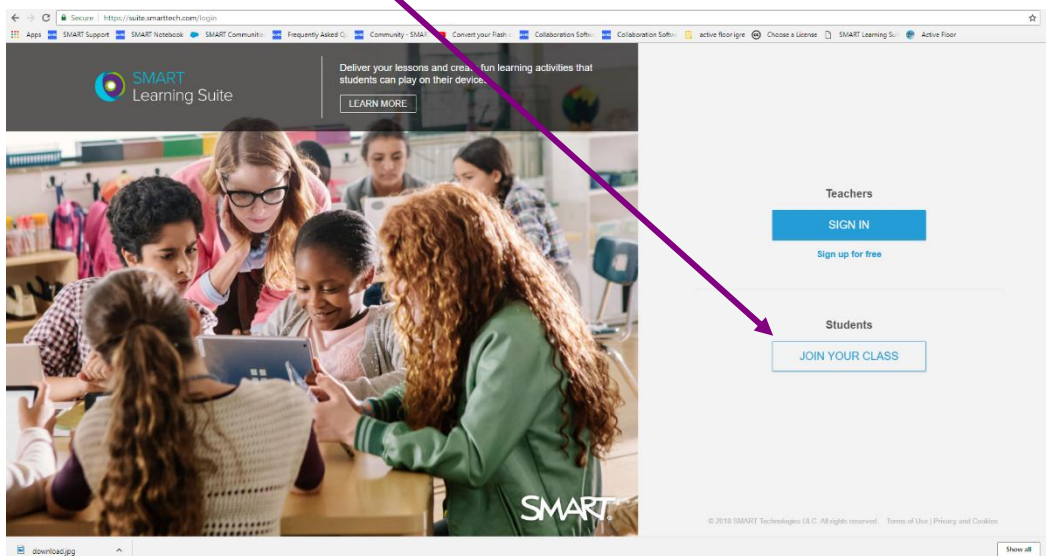 Secure | https://suite.smarttech.com/login
Apps SMART Support SMART Notebook SMART Communitie Frequently Asked Q Community - SMAR Convert your Flash Collaboration Softw Collaboration Softw active floor igre Choose a License SMART Learning Sui Active Floor
SMART
Learning Suite
Deliver your lessons and create fun learning activities that
students can play on their device
LEARN MORE
Teachers
SIGN IN
Sign up for free
Students
JOIN YOUR CLASS
SMART
© 2018 SMART Technologies ULC. All rights reserved. Terms of Use | Privacy and Cookies
download.jpg
Show all